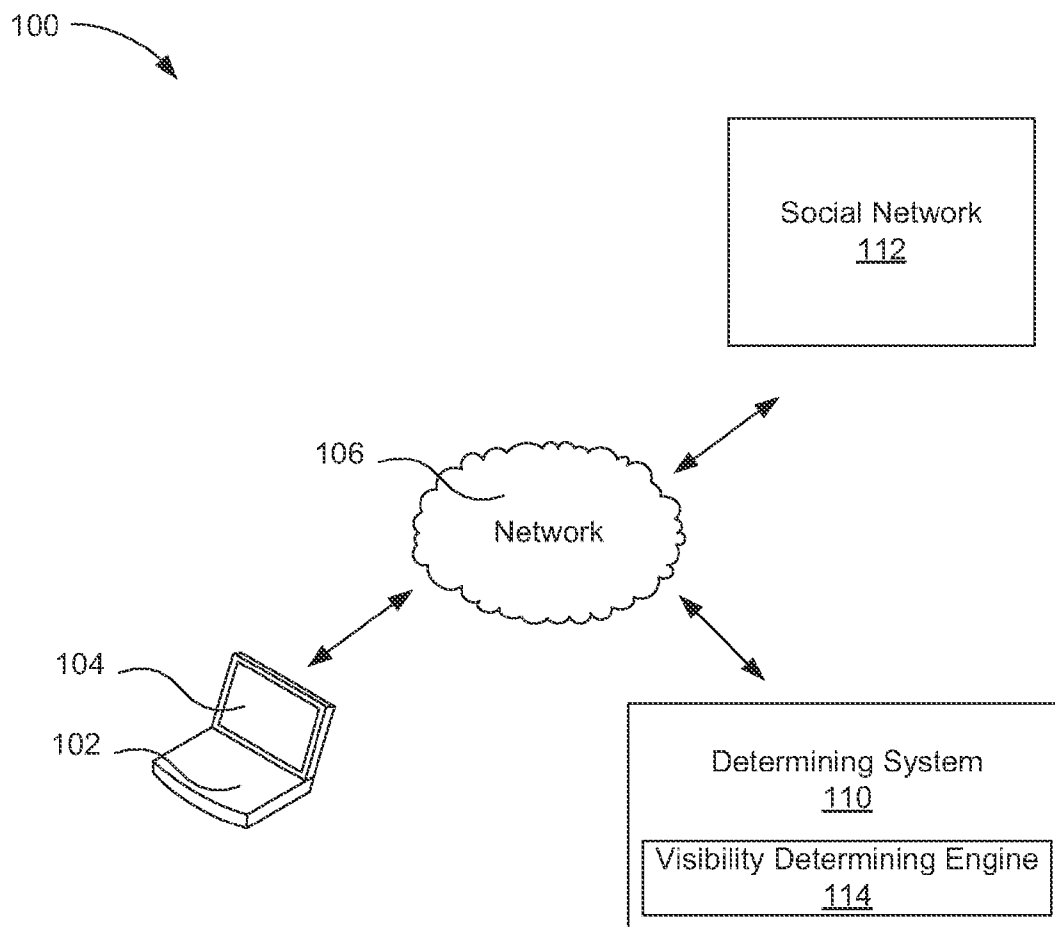 100
Social Network
112
106
Network
104
102
Determining System
110
Visibility Determining Engine
114